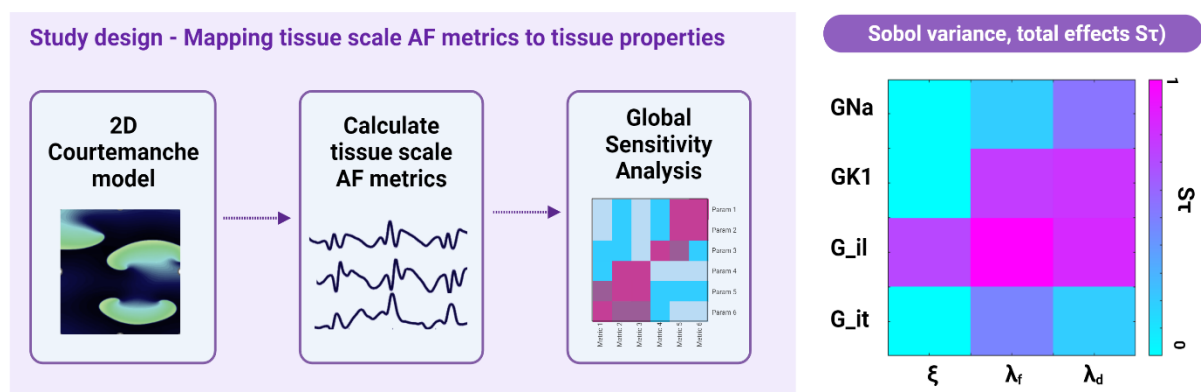 Study design - Mapping tissue scale AF metrics to tissue properties
2D
Courtemanche
model
Calculate
tissue scale
AF metrics
Global
Sensitivity
Analysis
Param 1
Param 2
Param 3
Param 4
Param 5
Param 6
Metric 1
Metric 2
Metric 3
Metric 4
Metric 5
Metric 6
Sobol variance, total effects Sτ)
GNa
GK1
G_il
G_it
ξ
λf
λd
1
Sτ
0